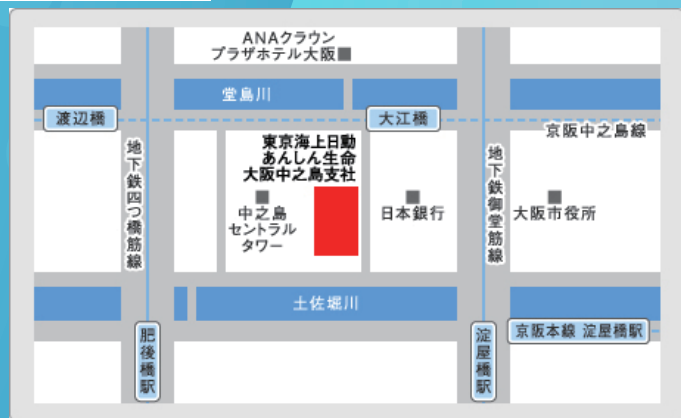 ANAクラウン
プラザホテル大阪
堂島川
渡辺橋
大江橋
京阪中之島線
東京海上日動
あんしん生命
大阪中之島支社
地下鉄四つ橋筋線
地下鉄御堂筋線
中之島
セントラル
タワー
日本銀行
大阪市役所
土佐堀川
肥後橋駅
淀屋橋駅
京阪本線 淀屋橋駅